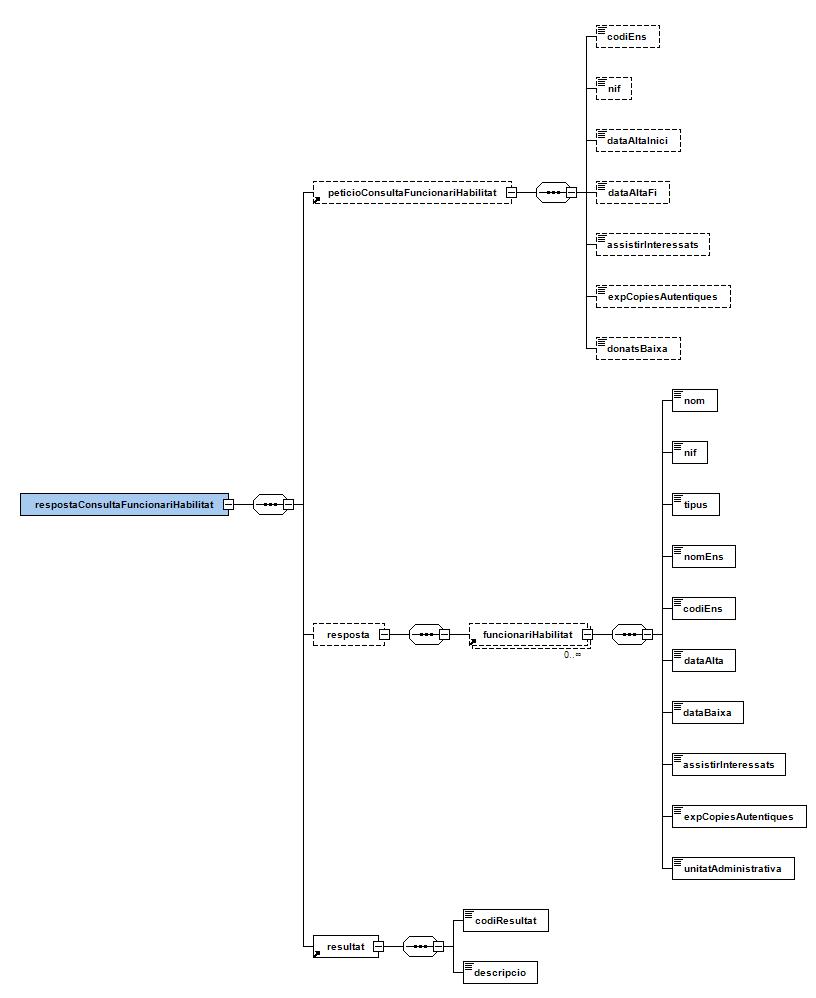 codiEns
nif
dataAltaInici
peticioConsultaFuncionariHabilitat
dataAltaFi
assistirInteressats
expCopiesAutentiques
donatsBaixa
nom
nif
respostaConsultaFuncionariHabilitat
tipus
nomEns
codiEns
resposta
funcionariHabilitat
0..∞
dataAlta
dataBaixa
assistirInteressats
expCopiesAutentiques
unitatAdministrativa
codiResultat
resultat
descripcio